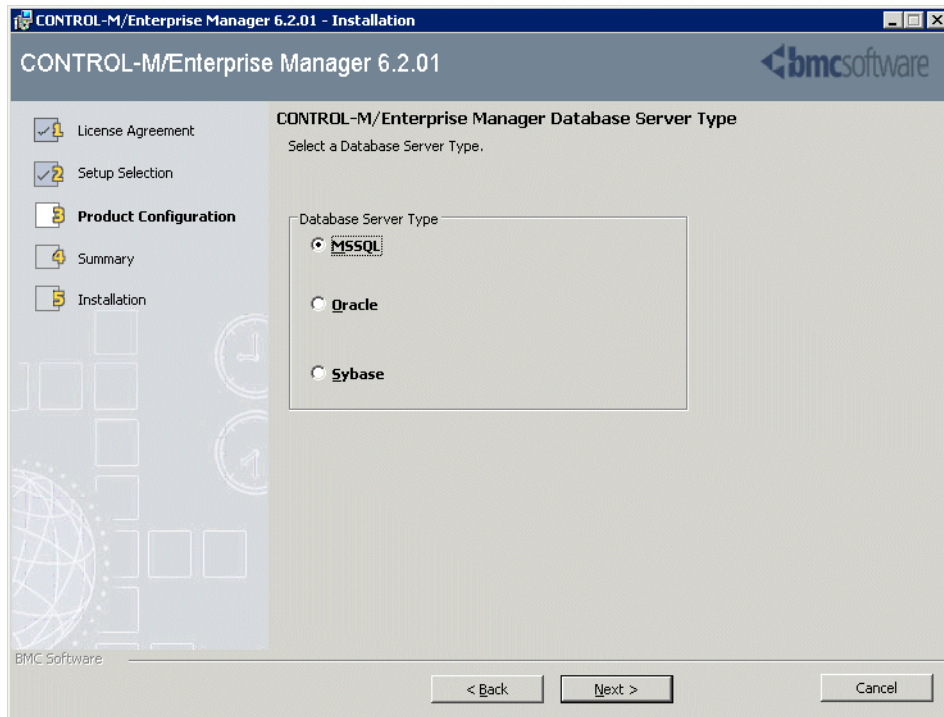 CONTROL-M/Enterprise Manager 6.2.01 - Installation
CONTROL-M/Enterprise Manager 6.2.01
bmcsoftware
1 License Agreement
2 Setup Selection
3 Product Configuration
4 Summary
5 Installation
CONTROL-M/Enterprise Manager Database Server Type
Select a Database Server Type.
Database Server Type
MSSQL
Oracle
Sybase
BMC Software
< Back
Next >
Cancel